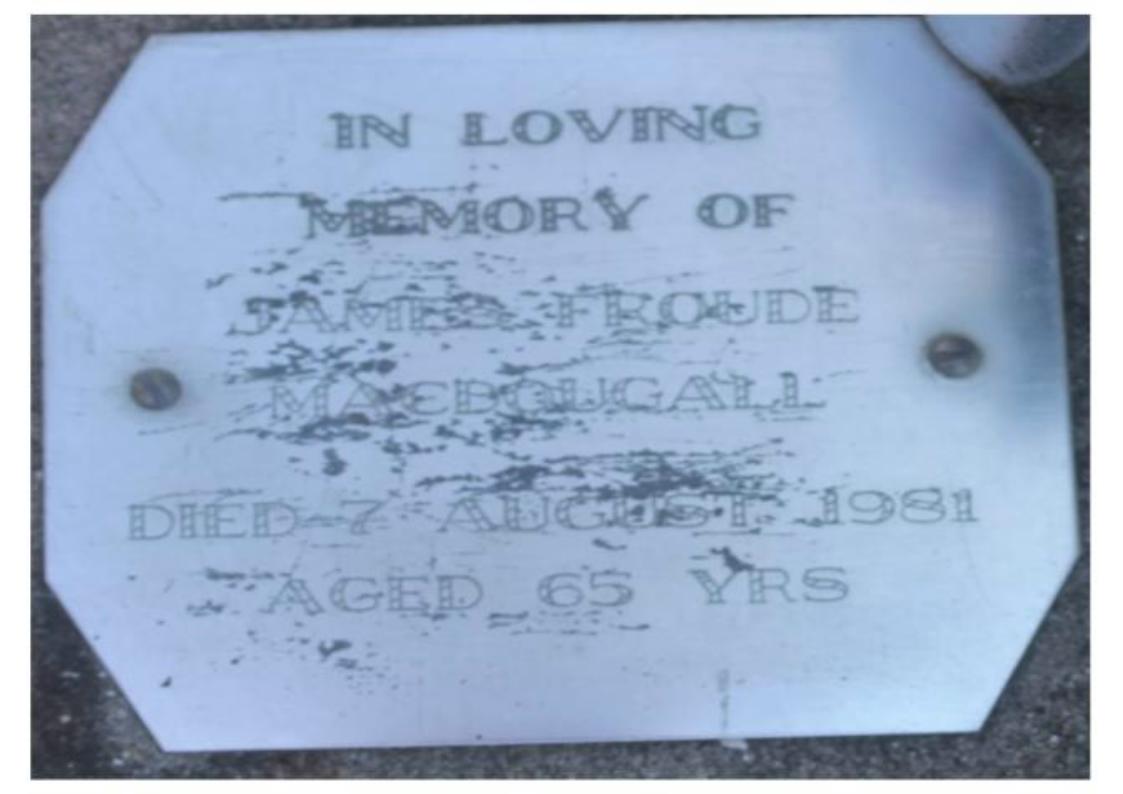 IN LOVING
MEMORY OF
JAMES FROUDE
MACDOUGALL
DIED 7 AUGUST 1981
AGED 65 YRS